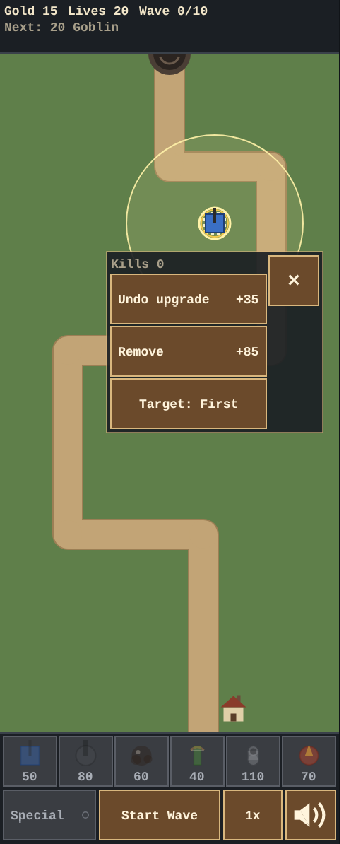 Gold 15 Lives 20 Wave 0/10
Next: 20 Goblin
Kills 0
×
Undo upgrade +35
Remove +85
Target: First
50 80 60 40 110 70
Special Start Wave 1x